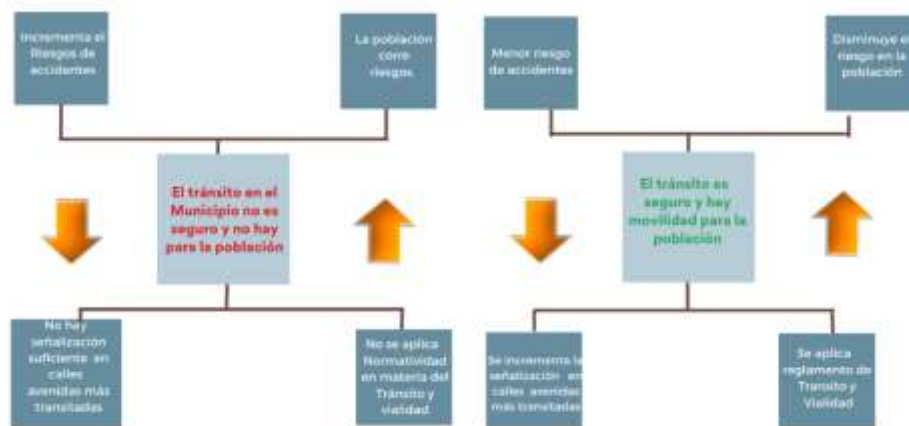 Incrementa el
Riesgos de
accidentes
La población
corre
riesgos.
Menor riesgo
de accidentes
Disminuye el
riesgo en la
población
El tránsito en el
Municipio no es
seguro y no hay
para la población
El tránsito es
seguro y hay
movilidad para la
población
No hay
señalización
suficiente en
calles
avenidas más
transitadas
No se aplica
Normatividad
en materia del
Tránsito y
vialidad
Se incrementa la
señalización en
calles avenidas
más transitadas
Se aplica
reglamento de
Transito y
Vialidad